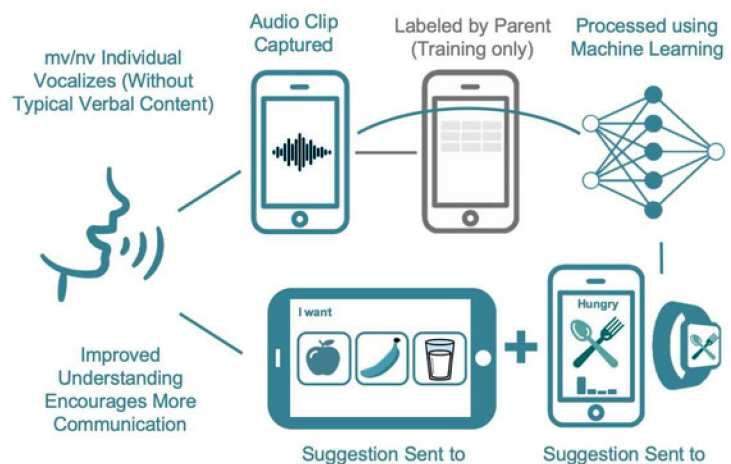 mv/nv Individual
Vocalizes (Without
Typical Verbal Content)
Audio Clip
Captured
Labeled by Parent
(Training only)
Processed using
Machine Learning
I want
Hungry
Improved
Understanding
Encourages More
Communication
Suggestion Sent to
Suggestion Sent to